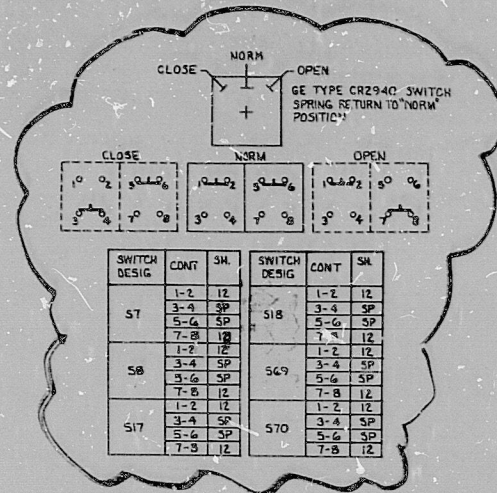 NORM
CLOSE OPEN
GE TYPE CR2940 SWITCH
SPRING RETURN TO "NORM"
POSITION
CLOSE NORM OPEN
1 2 5 6 1 2 5 6 1 2 5 6
3 4 7 8 3 4 7 8 3 4 7 8
SWITCH DESIG CONT SH. SWITCH DESIG CONT SH.
S7 1-2 12 S18 1-2 12
3-4 SP 3-4 SP
5-6 SP 5-6 SP
7-8 12 7-8 12
S8 1-2 12 S69 1-2 12
3-4 SP 3-4 SP
5-6 SP 5-6 SP
7-8 12 7-8 12
S17 1-2 12 S70 1-2 12
3-4 SP 3-4 SP
5-6 SP 5-6 SP
7-8 12 7-8 12